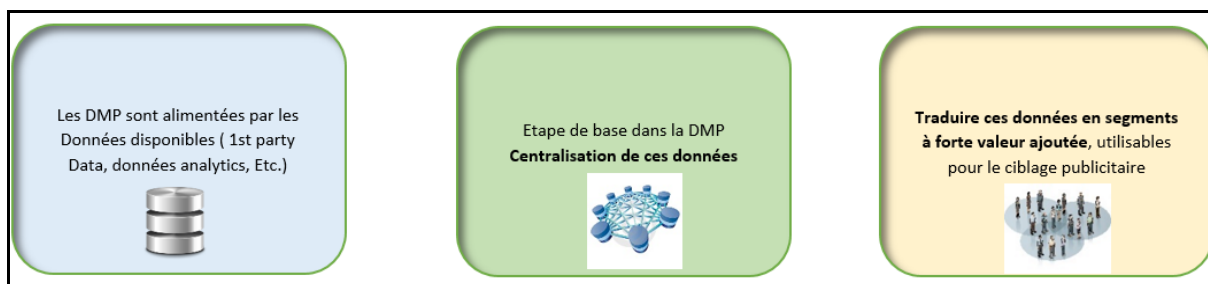 Les DMP sont alimentées par les
Données disponibles ( 1st party
Data, données analytics, Etc.)
Etape de base dans la DMP
Centralisation de ces données
Traduire ces données en segments
à forte valeur ajoutée, utilisables
pour le ciblage publicitaire